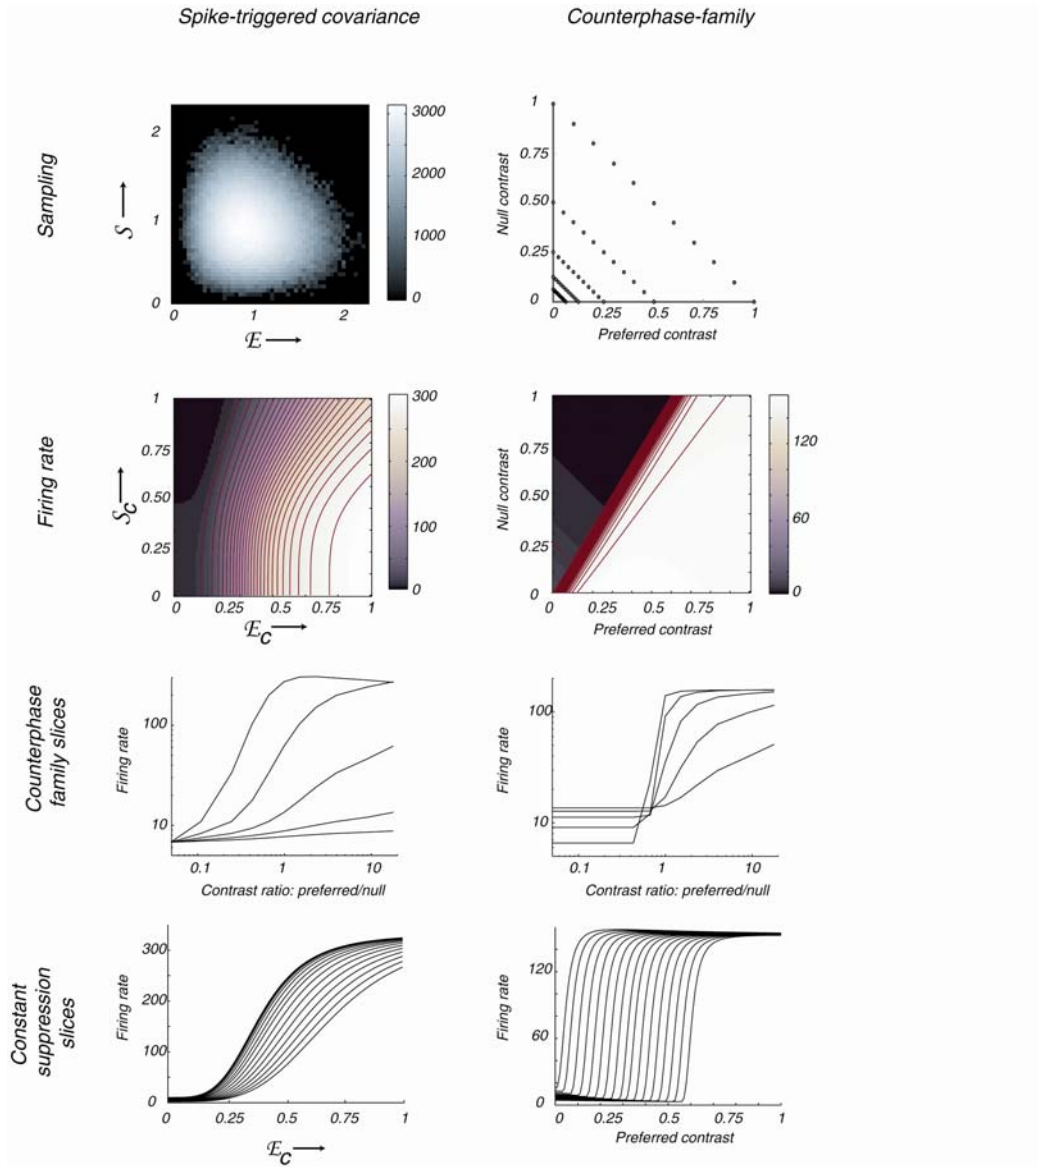 Spike-triggered covariance
Counterphase-family
Sampling
S
2
1
0
0
1
2
E
3000
2000
1000
0
Null contrast
1
0.75
0.50
0.25
0
0
0.25
0.5
0.75
1
Preferred contrast
Firing rate
S_C
1
0.75
0.50
0.25
0
0
0.25
0.5
0.75
1
E_C
300
200
100
0
Null contrast
1
0.75
0.50
0.25
0
0
0.25
0.5
0.75
1
Preferred contrast
120
60
0
Counterphase
family slices
Firing rate
100
10
0.1
1
10
Contrast ratio: preferred/null
Firing rate
100
10
0.1
1
10
Contrast ratio: preferred/null
Constant
suppression
slices
Firing rate
300
200
100
0
0
0.25
0.5
0.75
1
E_C
Firing rate
120
60
0
0
0.25
0.5
0.75
1
Preferred contrast